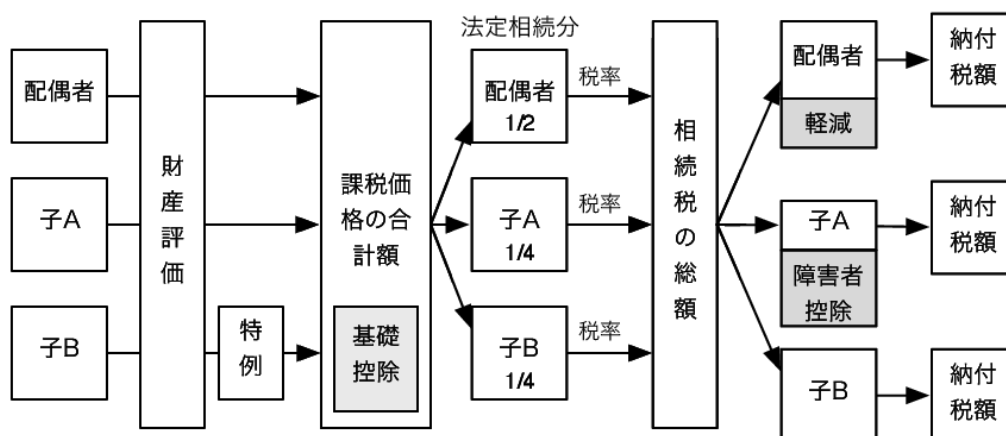 法定相続分
配偶者
子A
子B
財産評価
特例
課税価
格の合
計額
基礎
控除
配偶者
1/2
子A
1/4
子B
1/4
税率
税率
税率
相続税の総額
配偶者
軽減
子A
障害者
控除
子B
納付
税額
納付
税額
納付
税額